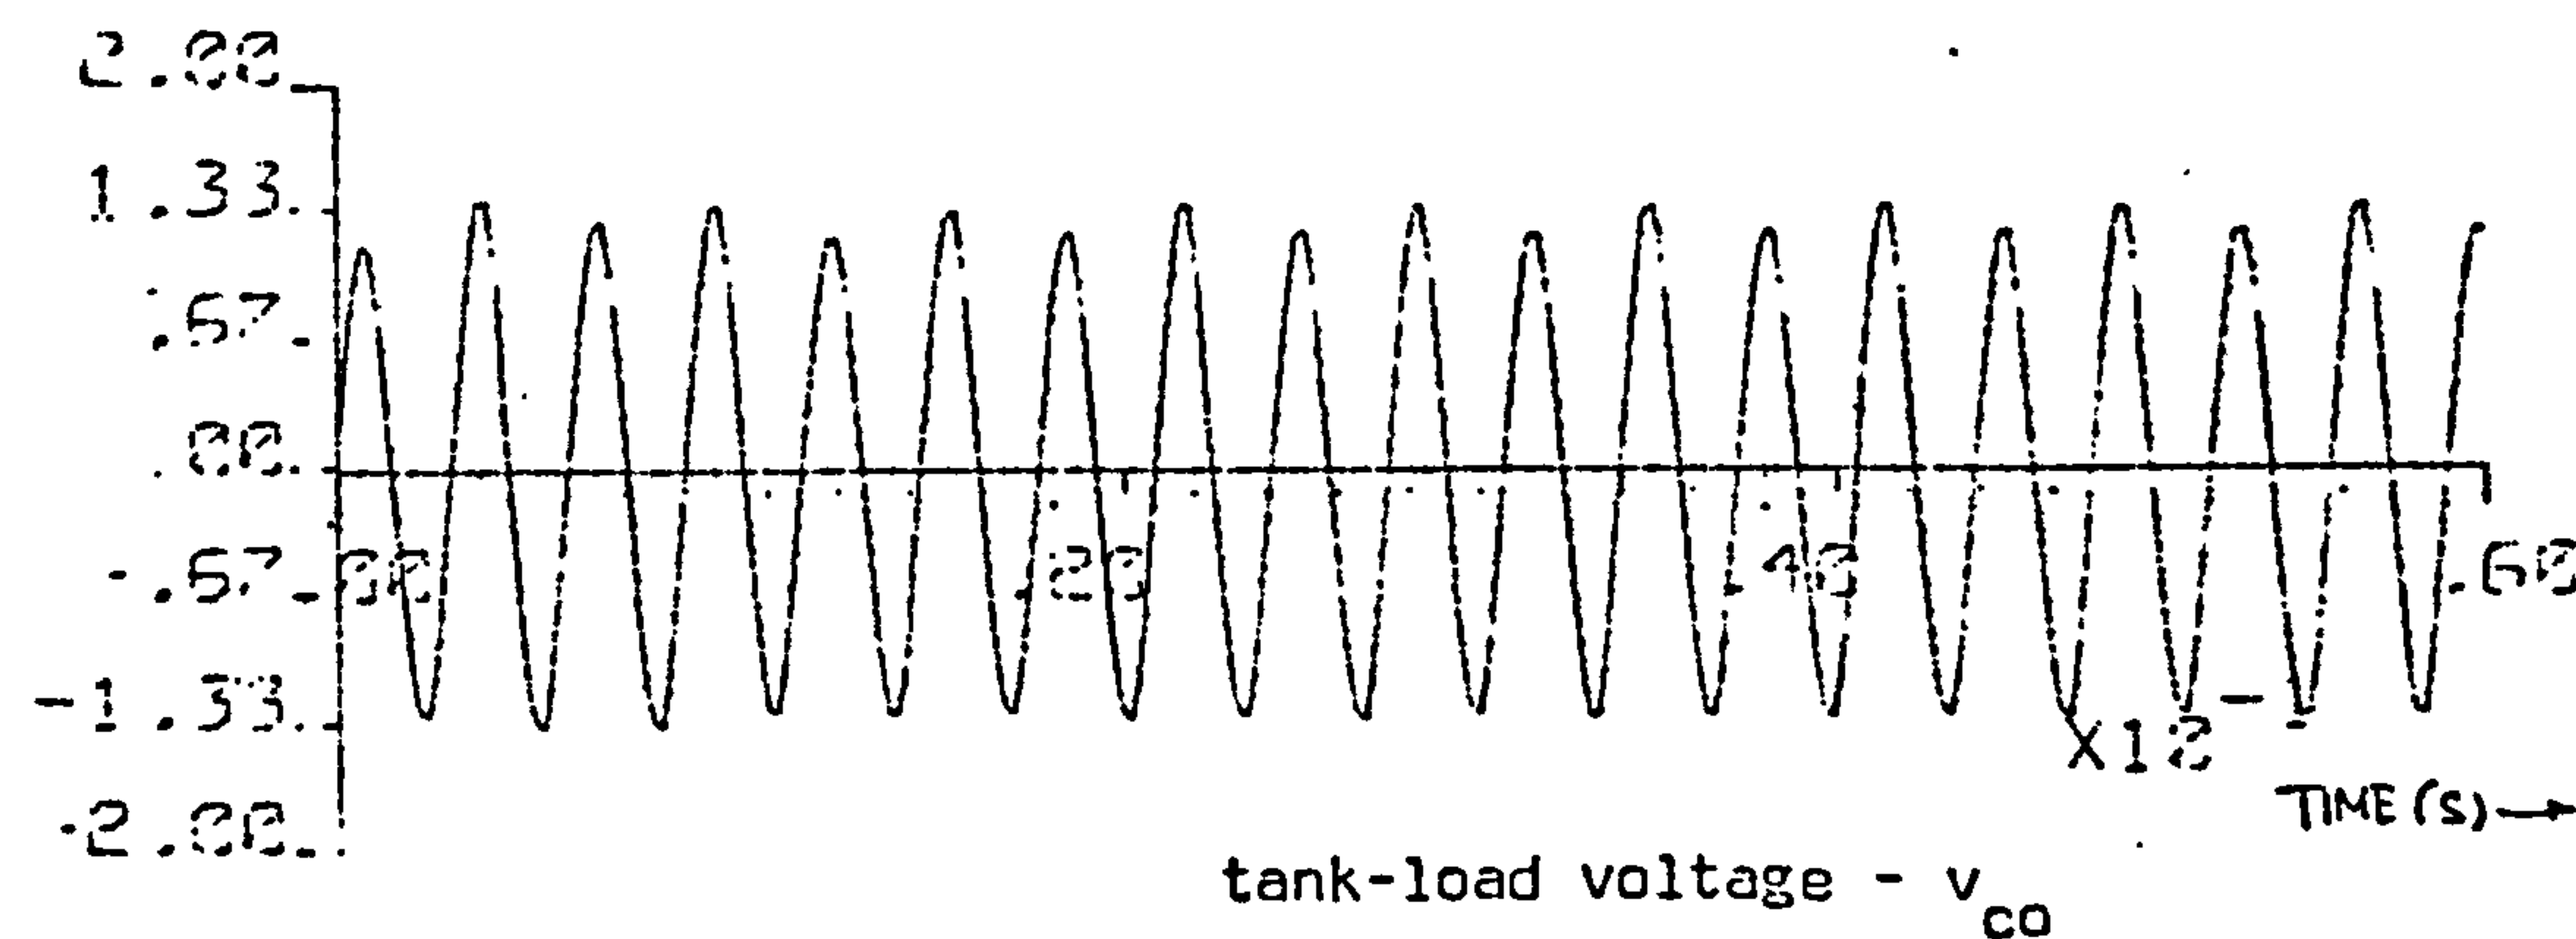 2.00
1.33
.67
.00
-.67
.00 .20 .40 .60
-1.33
X10
-2.00
TIME (S) →
tank-load voltage - v_co